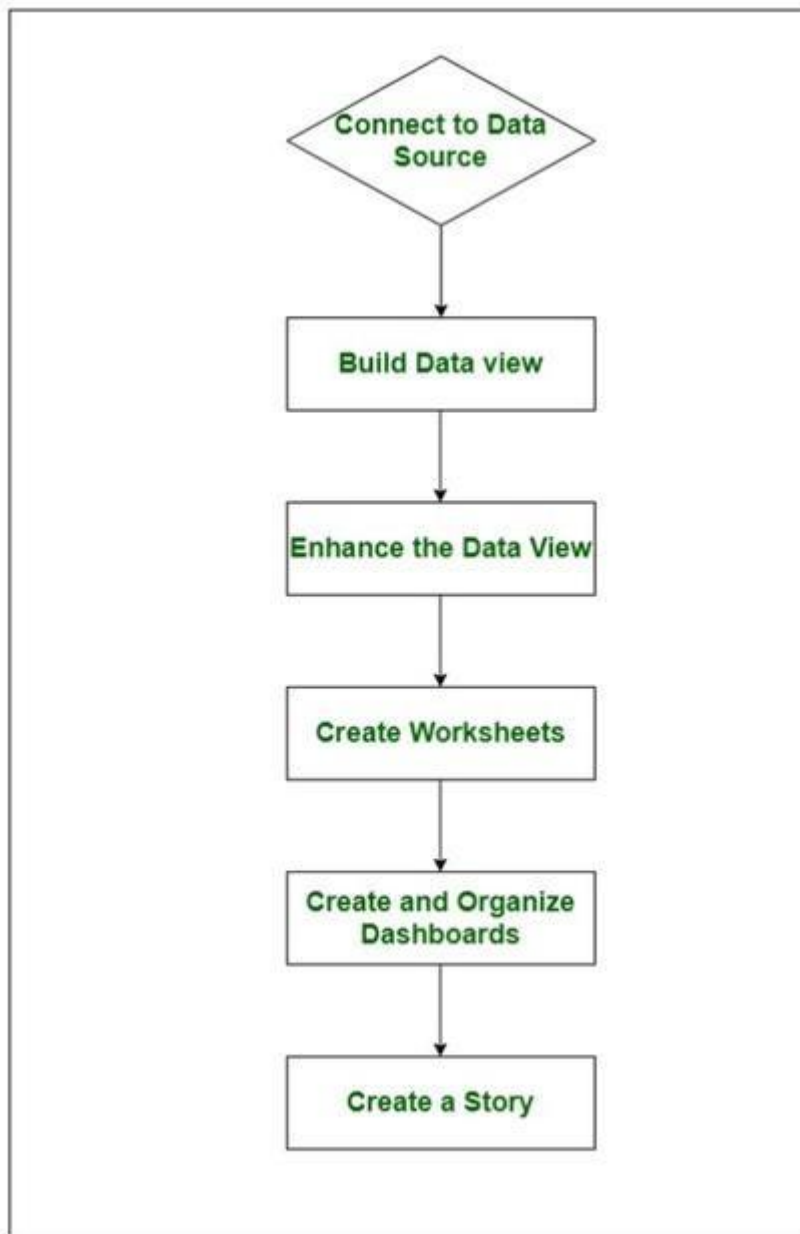 Connect to Data
Source
Build Data view
Enhance the Data View
Create Worksheets
Create and Organize
Dashboards
Create a Story